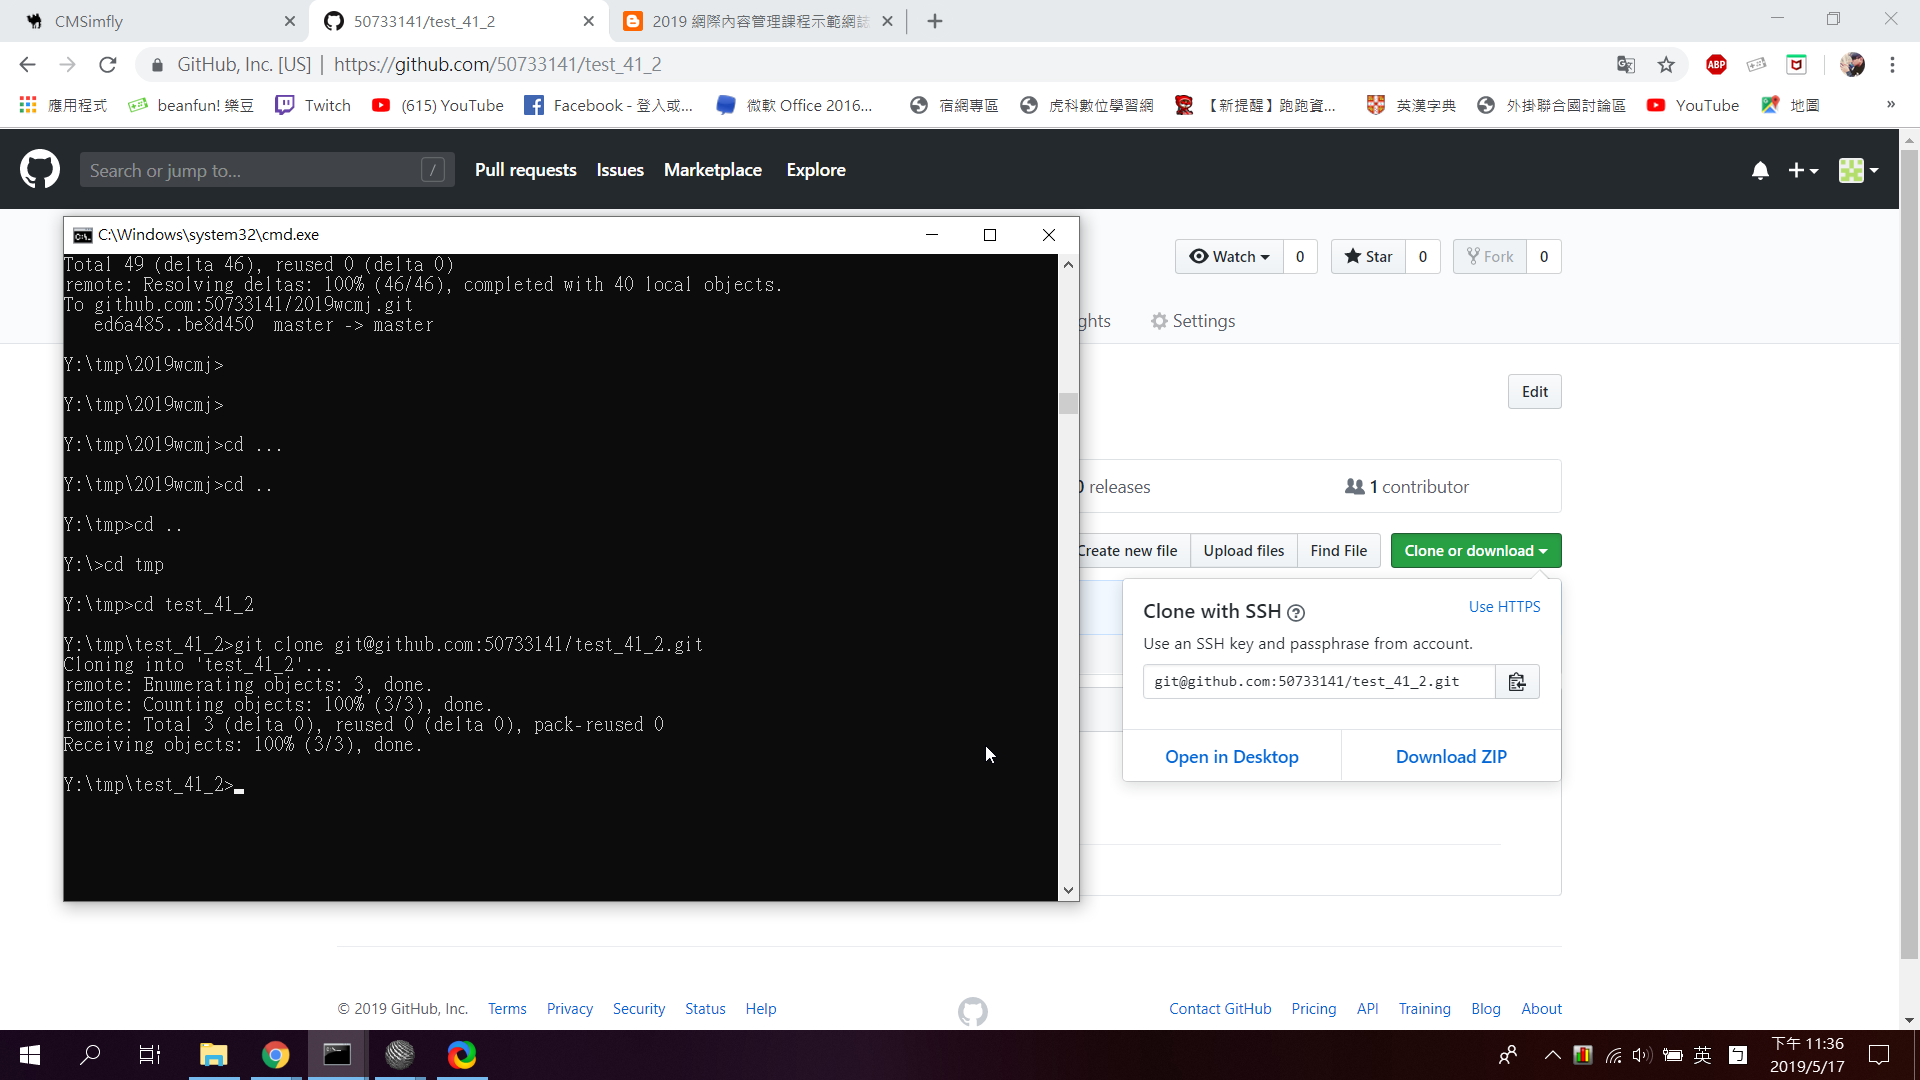 CMSimfly
50733141/test_41_2
2019 網際內容管理課程示範網誌
GitHub, Inc. [US] | https://github.com/50733141/test_41_2
ABP
應用程式
beanfun! 樂豆
Twitch
(615) YouTube
Facebook - 登入或...
微軟 Office 2016...
宿網專區
虎科數位學習網
【新提醒】跑跑資...
英漢字典
外掛聯合國討論區
YouTube
地圖
»
Search or jump to...
/
Pull requests
Issues
Marketplace
Explore
C:\Windows\system32\cmd.exe
Total 49 (delta 46), reused 0 (delta 0)
remote: Resolving deltas: 100% (46/46), completed with 40 local objects.
To github.com:50733141/2019wcmj.git
ed6a485..be8d450  master -> master
Y:\tmp\2019wcmj>
Y:\tmp\2019wcmj>
Y:\tmp\2019wcmj>cd ...
Y:\tmp\2019wcmj>cd ..
Y:\tmp>cd ..
Y:\>cd tmp
Y:\tmp>cd test_41_2
Y:\tmp\test_41_2>git clone git@github.com:50733141/test_41_2.git
Cloning into 'test_41_2'...
remote: Enumerating objects: 3, done.
remote: Counting objects: 100% (3/3), done.
remote: Total 3 (delta 0), reused 0 (delta 0), pack-reused 0
Receiving objects: 100% (3/3), done.
Y:\tmp\test_41_2>
Watch
0
Star
0
Fork
0
ghts
Settings
Edit
0 releases
1 contributor
Create new file
Upload files
Find File
Clone or download
Clone with SSH
Use HTTPS
Use an SSH key and passphrase from account.
git@github.com:50733141/test_41_2.git
Open in Desktop
Download ZIP
© 2019 GitHub, Inc.
Terms
Privacy
Security
Status
Help
Contact GitHub
Pricing
API
Training
Blog
About
英
下午 11:36
2019/5/17